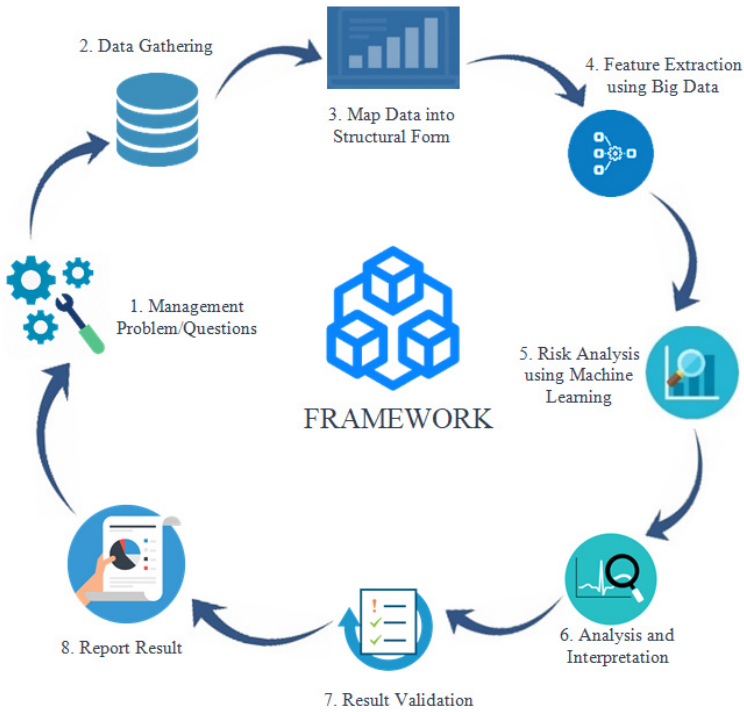 2. Data Gathering
3. Map Data into
Structural Form
4. Feature Extraction
using Big Data
1. Management
Problem/Questions
5. Risk Analysis
using Machine
Learning
FRAMEWORK
6. Analysis and
Interpretation
8. Report Result
7. Result Validation